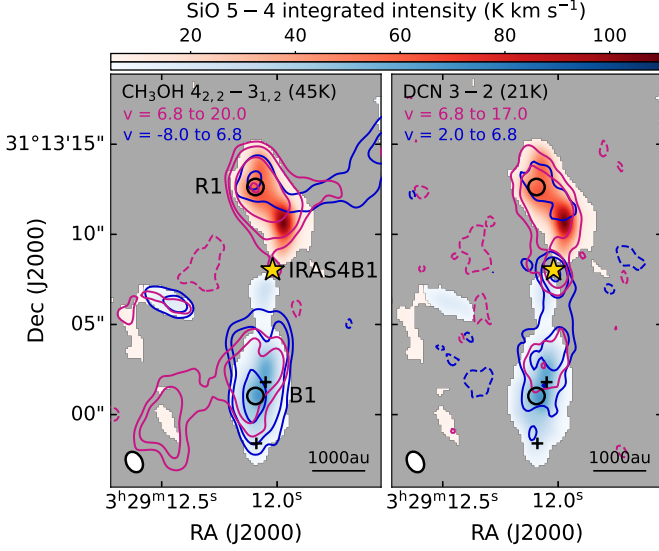 SiO 5 − 4 integrated intensity (K km s⁻¹)
20 40 60 80 100
CH₃OH 4₂,₂ − 3₁,₂ (45K)
v = 6.8 to 20.0
v = -8.0 to 6.8
R1
IRAS4B1
B1
1000au
DCN 3 − 2 (21K)
v = 6.8 to 17.0
v = 2.0 to 6.8
1000au
31°13'15"
10"
05"
00"
Dec (J2000)
3ʰ29ᵐ12.5ˢ 12.0ˢ
3ʰ29ᵐ12.5ˢ 12.0ˢ
RA (J2000)
RA (J2000)